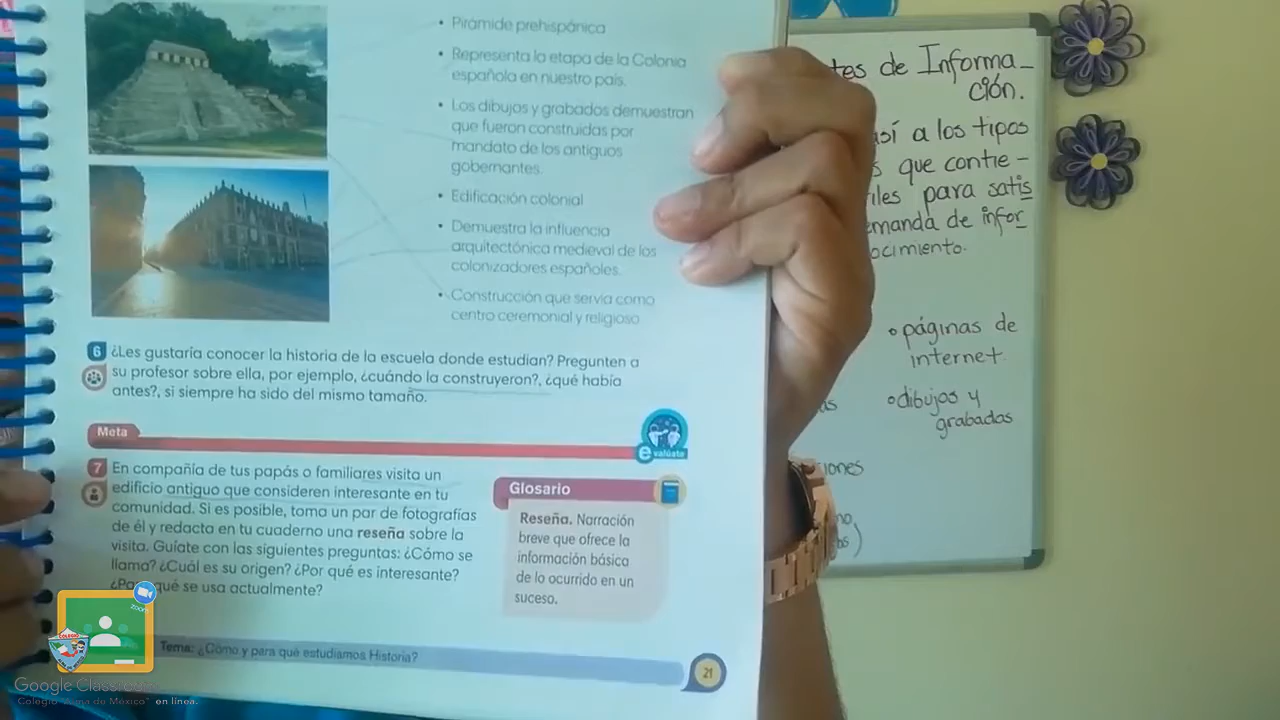 • Pirámide prehispánica
• Representa la etapa de la Colonia
española en nuestro país.
• Los dibujos y grabados demuestran
que fueron construidas por
mandato de los antiguos
gobernantes.
• Edificación colonial
• Demuestra la influencia
arquitectónica medieval de los
colonizadores españoles.
• Construcción que servía como
centro ceremonial y religioso
6 ¿Les gustaría conocer la historia de la escuela donde estudian? Pregunten a
su profesor sobre ella, por ejemplo, ¿cuándo la construyeron?, ¿qué había
antes?, si siempre ha sido del mismo tamaño.
Meta
evalúate
7 En compañía de tus papás o familiares visita un
edificio antiguo que consideren interesante en tu
comunidad. Si es posible, toma un par de fotografías
de él y redacta en tu cuaderno una reseña sobre la
visita. Guíate con las siguientes preguntas: ¿Cómo se
llama? ¿Cuál es su origen? ¿Por qué es interesante?
qué se usa actualmente?
Glosario
Reseña. Narración
breve que ofrece la
información básica
de lo ocurrido en un
suceso.
Tema: ¿Cómo y para qué estudiamos Historia?
21
tes de Informa_
ción.
así a los tipos
s que contie-
iles para satis
emanda de infor_
ocimiento.
• páginas de
internet.
• dibujos y
grabados
as
iones
zoom
COLEGIO
Google Classroom
Colegio de México" en línea.